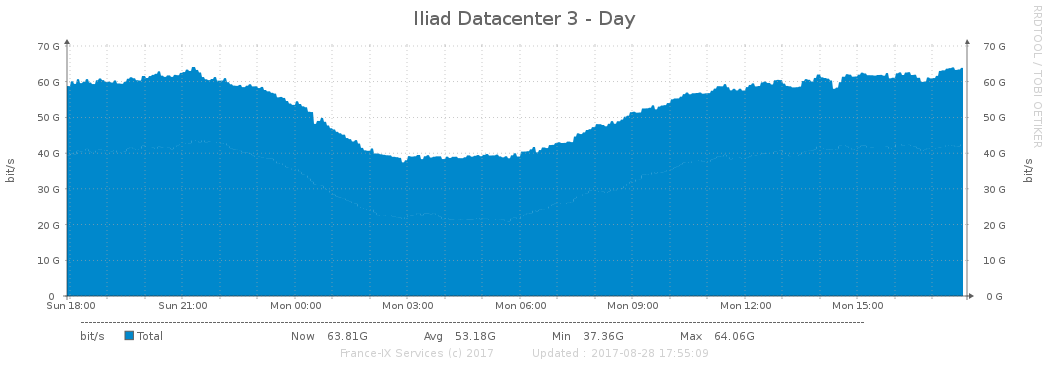 Iliad Datacenter 3 - Day
RRDTOOL / TOBI OETIKER
70 G 70 G
60 G 60 G
50 G 50 G
40 G 40 G
30 G 30 G
20 G 20 G
10 G 10 G
0 0 G
bit/s bit/s
Sun 18:00 Sun 21:00 Mon 00:00 Mon 03:00 Mon 06:00 Mon 09:00 Mon 12:00 Mon 15:00
bit/s Total Now 63.81G Avg 53.18G Min 37.36G Max 64.06G
France-IX Services (c) 2017 Updated : 2017-08-28 17:55:09